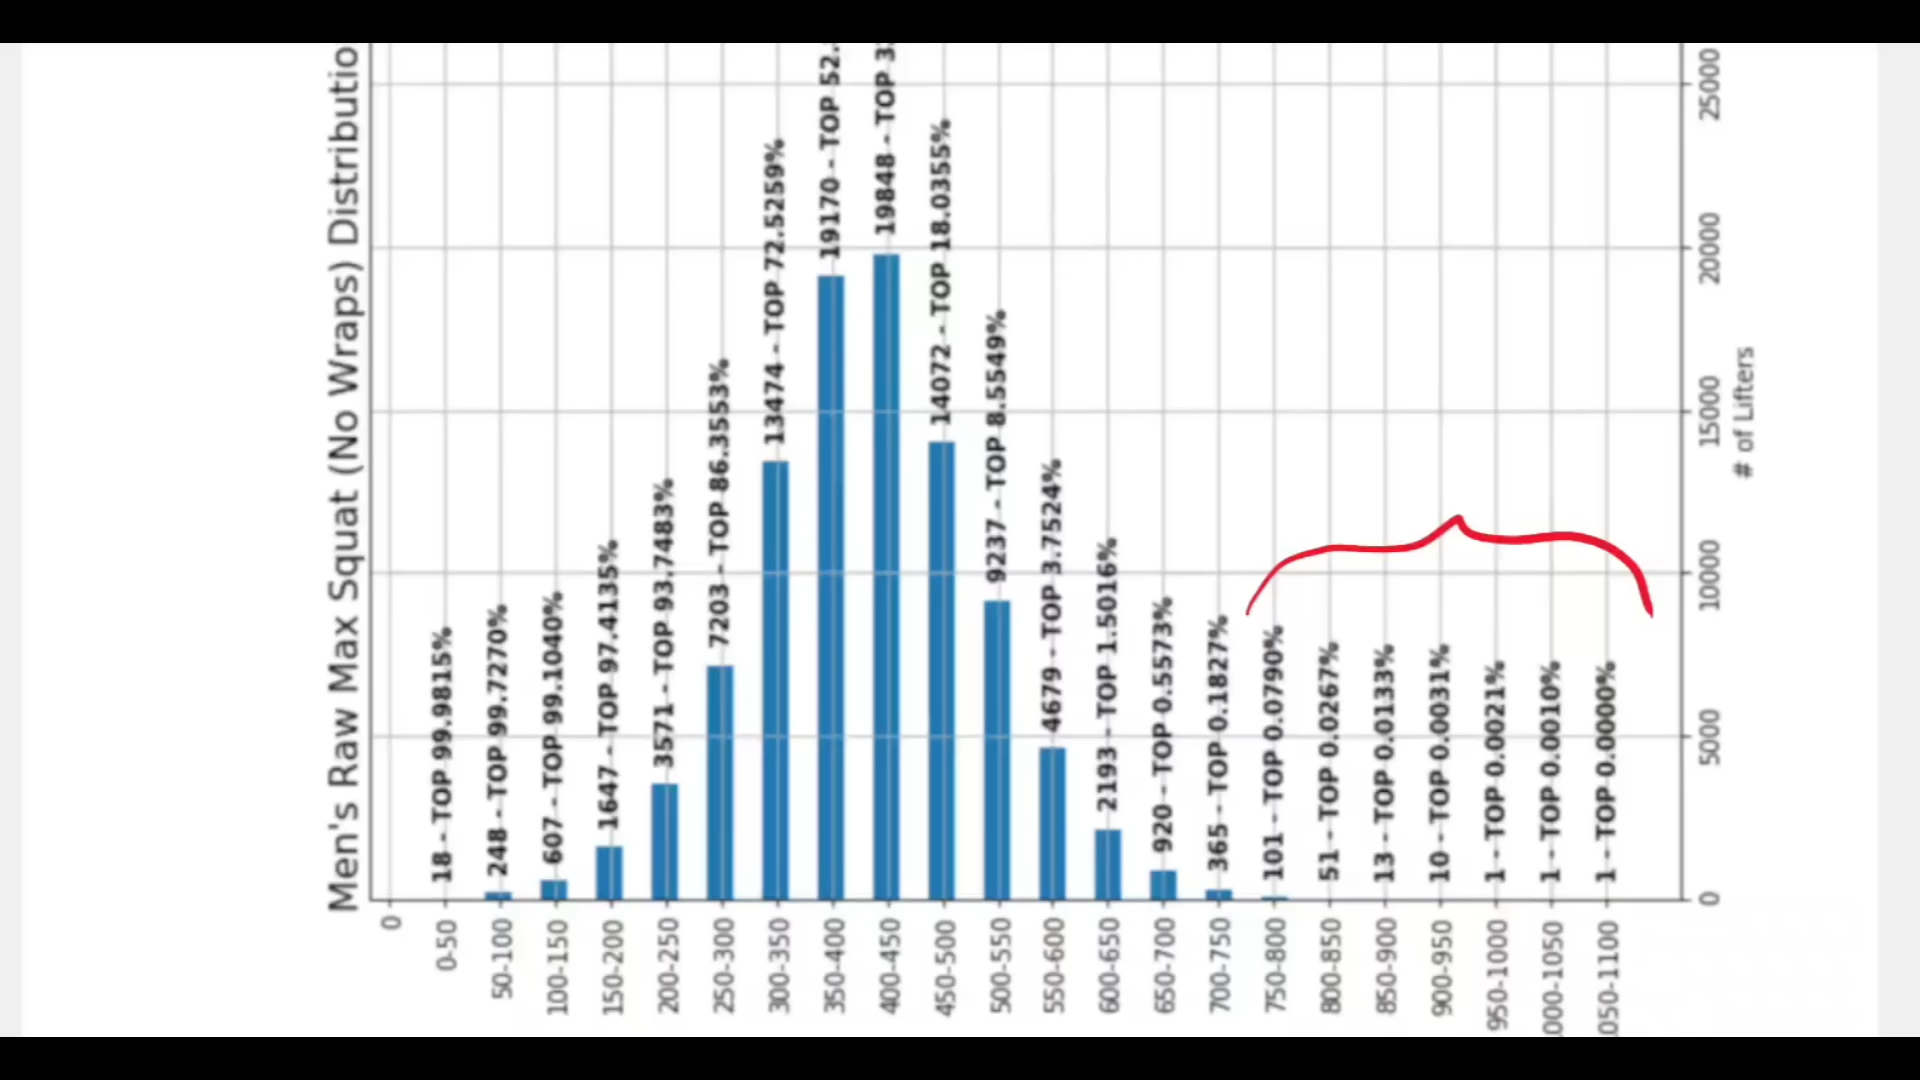 Men's Raw Max Squat (No Wraps) Distributio
18 - TOP 99.9815%
248 - TOP 99.7270%
607 - TOP 99.1040%
1647 - TOP 97.4135%
3571 - TOP 93.7483%
7203 - TOP 86.3553%
13474 - TOP 72.5259%
19170 - TOP 52.
19848 - TOP 3
14072 - TOP 18.0355%
9237 - TOP 8.5549%
4679 - TOP 3.7524%
2193 - TOP 1.5016%
920 - TOP 0.5573%
365 - TOP 0.1827%
101 - TOP 0.0790%
51 - TOP 0.0267%
13 - TOP 0.0133%
10 - TOP 0.0031%
1 - TOP 0.0021%
1 - TOP 0.0010%
1 - TOP 0.0000%
0
0-50
50-100
100-150
150-200
200-250
250-300
300-350
350-400
400-450
450-500
500-550
550-600
600-650
650-700
700-750
750-800
800-850
850-900
900-950
950-1000
000-1050
050-1100
0
5000
10000
15000
20000
25000
# of Lifters